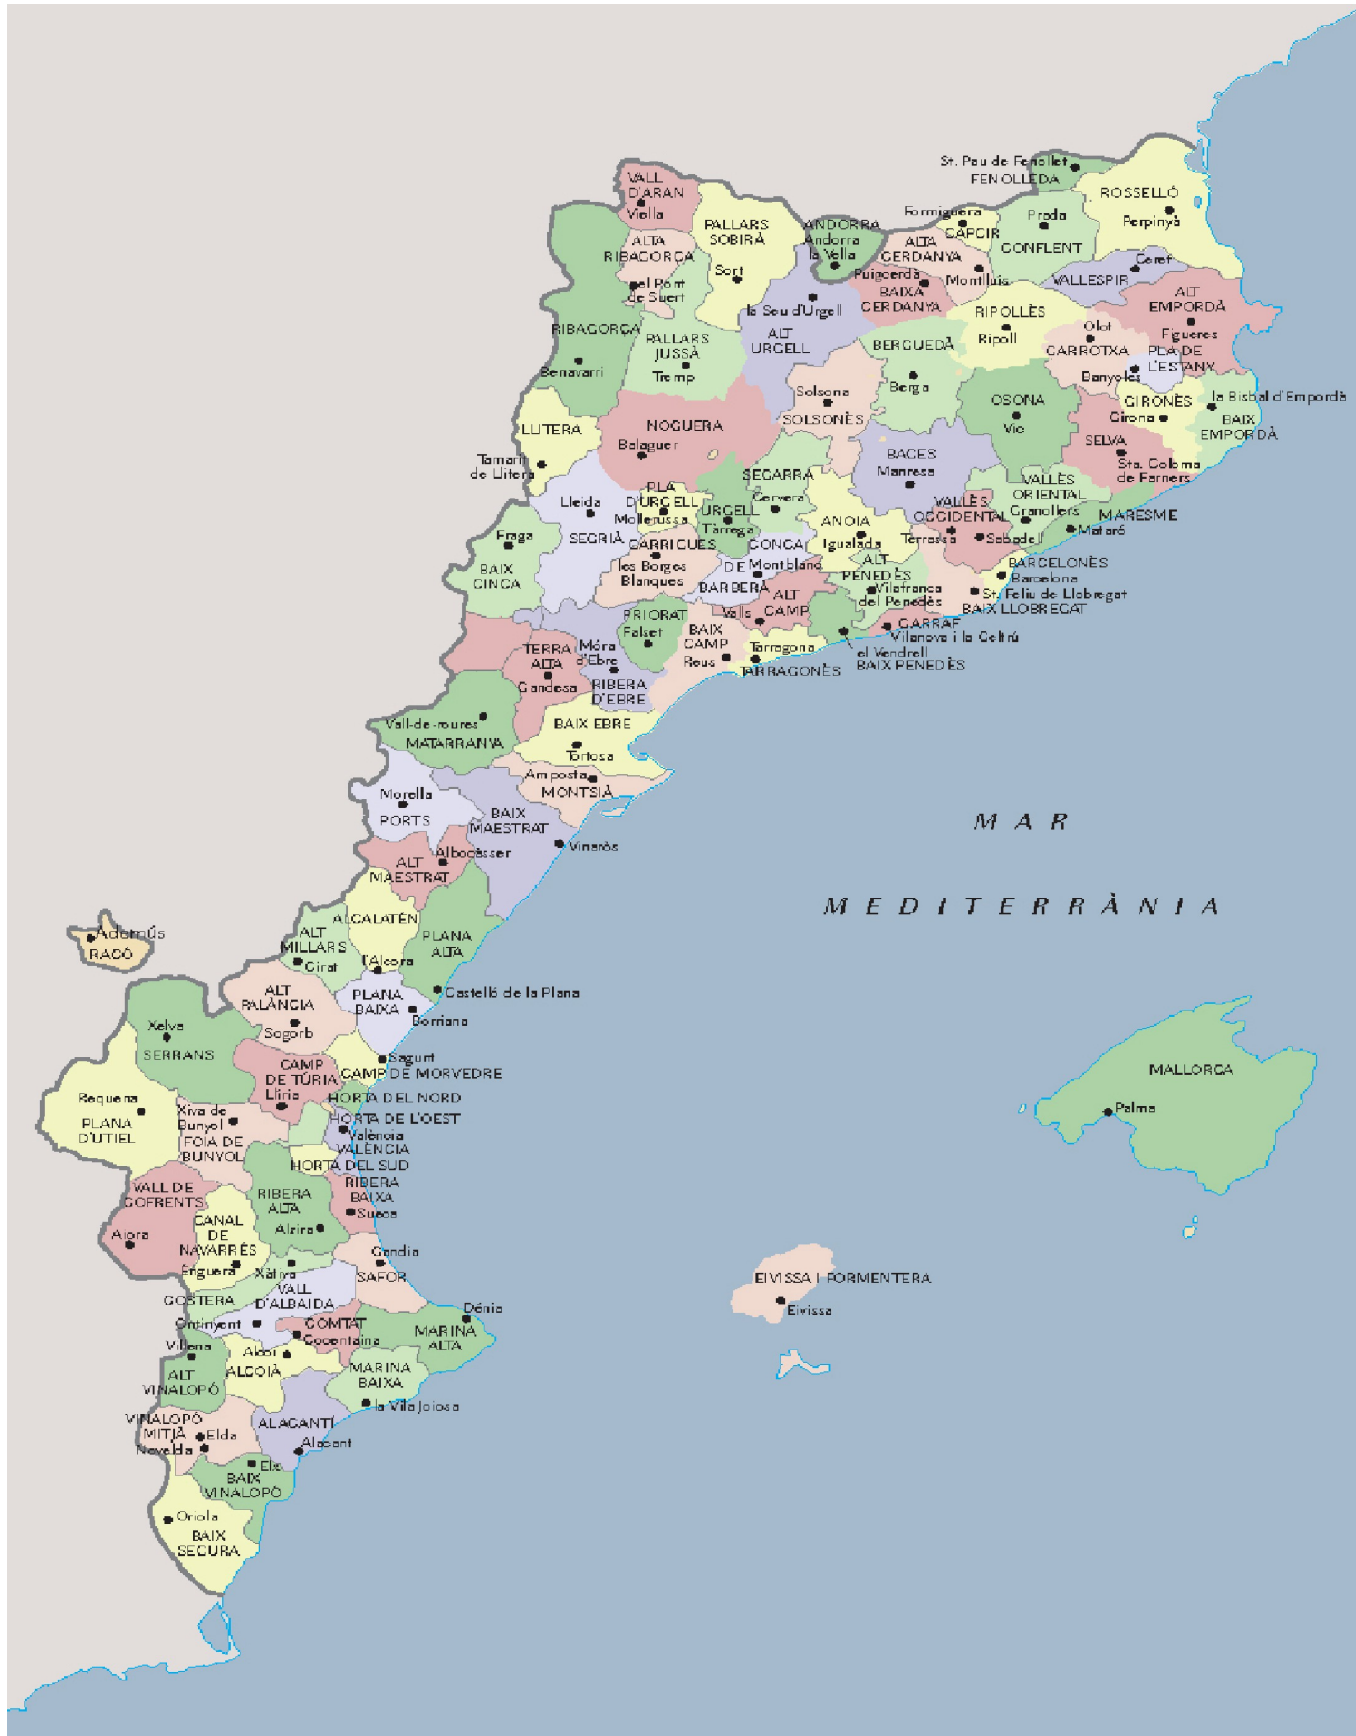 St. Pau de Fenollet
FENOLLEDA
ROSSELLÓ
Perpinyà
VALL
D'ARAN
Viella
PALLARS
SOBIRÀ
Sort
ANDORRA
Andorra
la Vella
Formiguera
CAPCIR
Prada
CONFLENT
ALTA
CERDANYA
Montlluís
ALTA
RIBAGORÇA
el Pont
de Suert
Puigcerdà
BAIXA
CERDANYA
VALLESPIR
Ceret
la Seu d'Urgell
ALT
URGELL
RIPOLLÈS
Ripoll
ALT
EMPORDÀ
Figueres
RIBAGORÇA
Benavarri
PALLARS
JUSSÀ
Tremp
BERGUEDÀ
Berga
Olot
GARROTXA
PLA DE
L'ESTANY
Banyoles
Solsona
SOLSONÈS
OSONA
Vic
GIRONÈS
Girona
la Bisbal d'Empordà
BAIX
EMPORDÀ
LLITERA
Tamarit
de Llitera
NOGUERA
Balaguer
BAGES
Manresa
SELVA
Sta. Coloma
de Farners
SEGARRA
Cervera
VALLÈS
ORIENTAL
Granollers
Lleida
SEGRIÀ
PLA
D'URGELL
Mollerussa
URGELL
Tàrrega
ANOIA
Igualada
VALLÈS
OCCIDENTAL
Terrassa
Sabadell
MARESME
Mataró
Fraga
BAIX
CINCA
GARRIGUES
les Borges
Blanques
CONCA
DE
BARBERÀ
Montblanc
ALT
PENEDÈS
Vilafranca
del Penedès
BARCELONÈS
Barcelona
St. Feliu de Llobregat
BAIX LLOBREGAT
PRIORAT
Falset
BAIX
CAMP
Reus
Valls
ALT
CAMP
GARRAF
Vilanova i la Geltrú
el Vendrell
BAIX PENEDÈS
TERRA
ALTA
Gandesa
Móra
d'Ebre
RIBERA
D'EBRE
Tarragona
TARRAGONÈS
Vall-de-roures
MATARRANYA
BAIX EBRE
Tortosa
Amposta
MONTSIÀ
Morella
PORTS
BAIX
MAESTRAT
Vinaròs
MAR
MEDITERRÀNIA
Albocàsser
ALT
MAESTRAT
ALCALATÉN
l'Alcora
PLANA
ALTA
Castelló de la Plana
Ademús
RACÓ
ALT
MILLARS
Cirat
ALT
PALÀNCIA
Sogorb
PLANA
BAIXA
Borriana
Xelva
SERRANS
Sagunt
CAMP DE MORVEDRE
CAMP
DE TÚRIA
Llíria
HORTA DEL NORD
MALLORCA
Palma
Requena
PLANA
D'UTIEL
Xiva de
Bunyol
FOIA DE
BUNYOL
HORTA DE L'OEST
València
VALÈNCIA
HORTA DEL SUD
VALL DE
COFRENTS
Aiora
RIBERA
ALTA
Alzira
RIBERA
BAIXA
Sueca
CANAL
DE
NAVARRÉS
Enguera
Xàtiva
COSTERA
Gandia
SAFOR
EIVISSA I FORMENTERA
Eivissa
VALL
D'ALBAIDA
Ontinyent
COMTAT
Cocentaina
Dénia
MARINA
ALTA
Villena
ALT
VINALOPÓ
Alcoi
ALCOIÀ
MARINA
BAIXA
la Vila Joiosa
VINALOPÓ
MITJÀ
Elda
Novelda
ALACANTÍ
Alacant
Elx
BAIX
VINALOPÓ
Oriola
BAIX
SEGURA